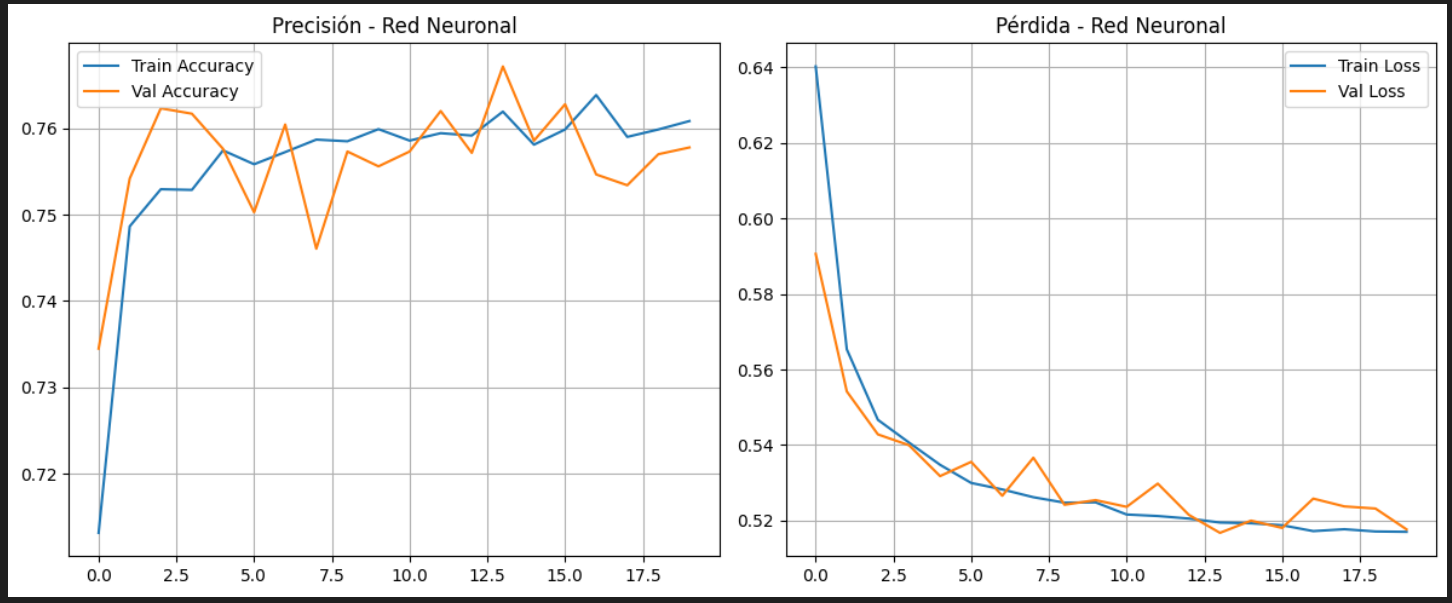 Precisión - Red Neuronal
Train Accuracy
Val Accuracy
0.76
0.75
0.74
0.73
0.72
0.0 2.5 5.0 7.5 10.0 12.5 15.0 17.5
Pérdida - Red Neuronal
Train Loss
Val Loss
0.64
0.62
0.60
0.58
0.56
0.54
0.52
0.0 2.5 5.0 7.5 10.0 12.5 15.0 17.5